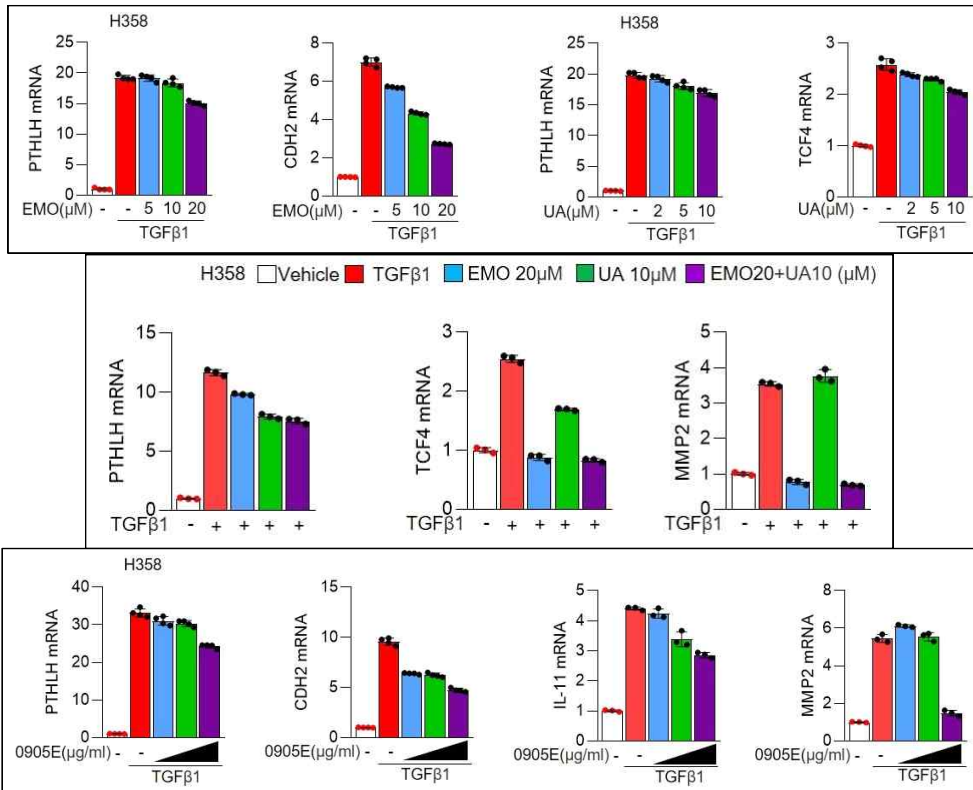 H358
PTHLH mRNA
25
20
15
10
5
0
EMO(μM) - - 5 10 20
TGFβ1
CDH2 mRNA
8
6
4
2
0
EMO(μM) - - 5 10 20
TGFβ1
H358
PTHLH mRNA
25
20
15
10
5
0
UA(μM) - - 2 5 10
TGFβ1
TCF4 mRNA
3
2
1
0
UA(μM) - - 2 5 10
TGFβ1
H358 Vehicle TGFβ1 EMO 20μM UA 10μM EMO20+UA10 (μM)
PTHLH mRNA
15
10
5
0
TGFβ1 - + + + +
TCF4 mRNA
3
2
1
0
TGFβ1 - + + + +
MMP2 mRNA
5
4
3
2
1
0
TGFβ1 - + + + +
H358
PTHLH mRNA
40
30
20
10
0
0905E(μg/ml) - -
TGFβ1
CDH2 mRNA
15
10
5
0
0905E(μg/ml) - -
TGFβ1
IL-11 mRNA
5
4
3
2
1
0
0905E(μg/ml) - -
TGFβ1
MMP2 mRNA
8
6
4
2
0
0905E(μg/ml) - -
TGFβ1